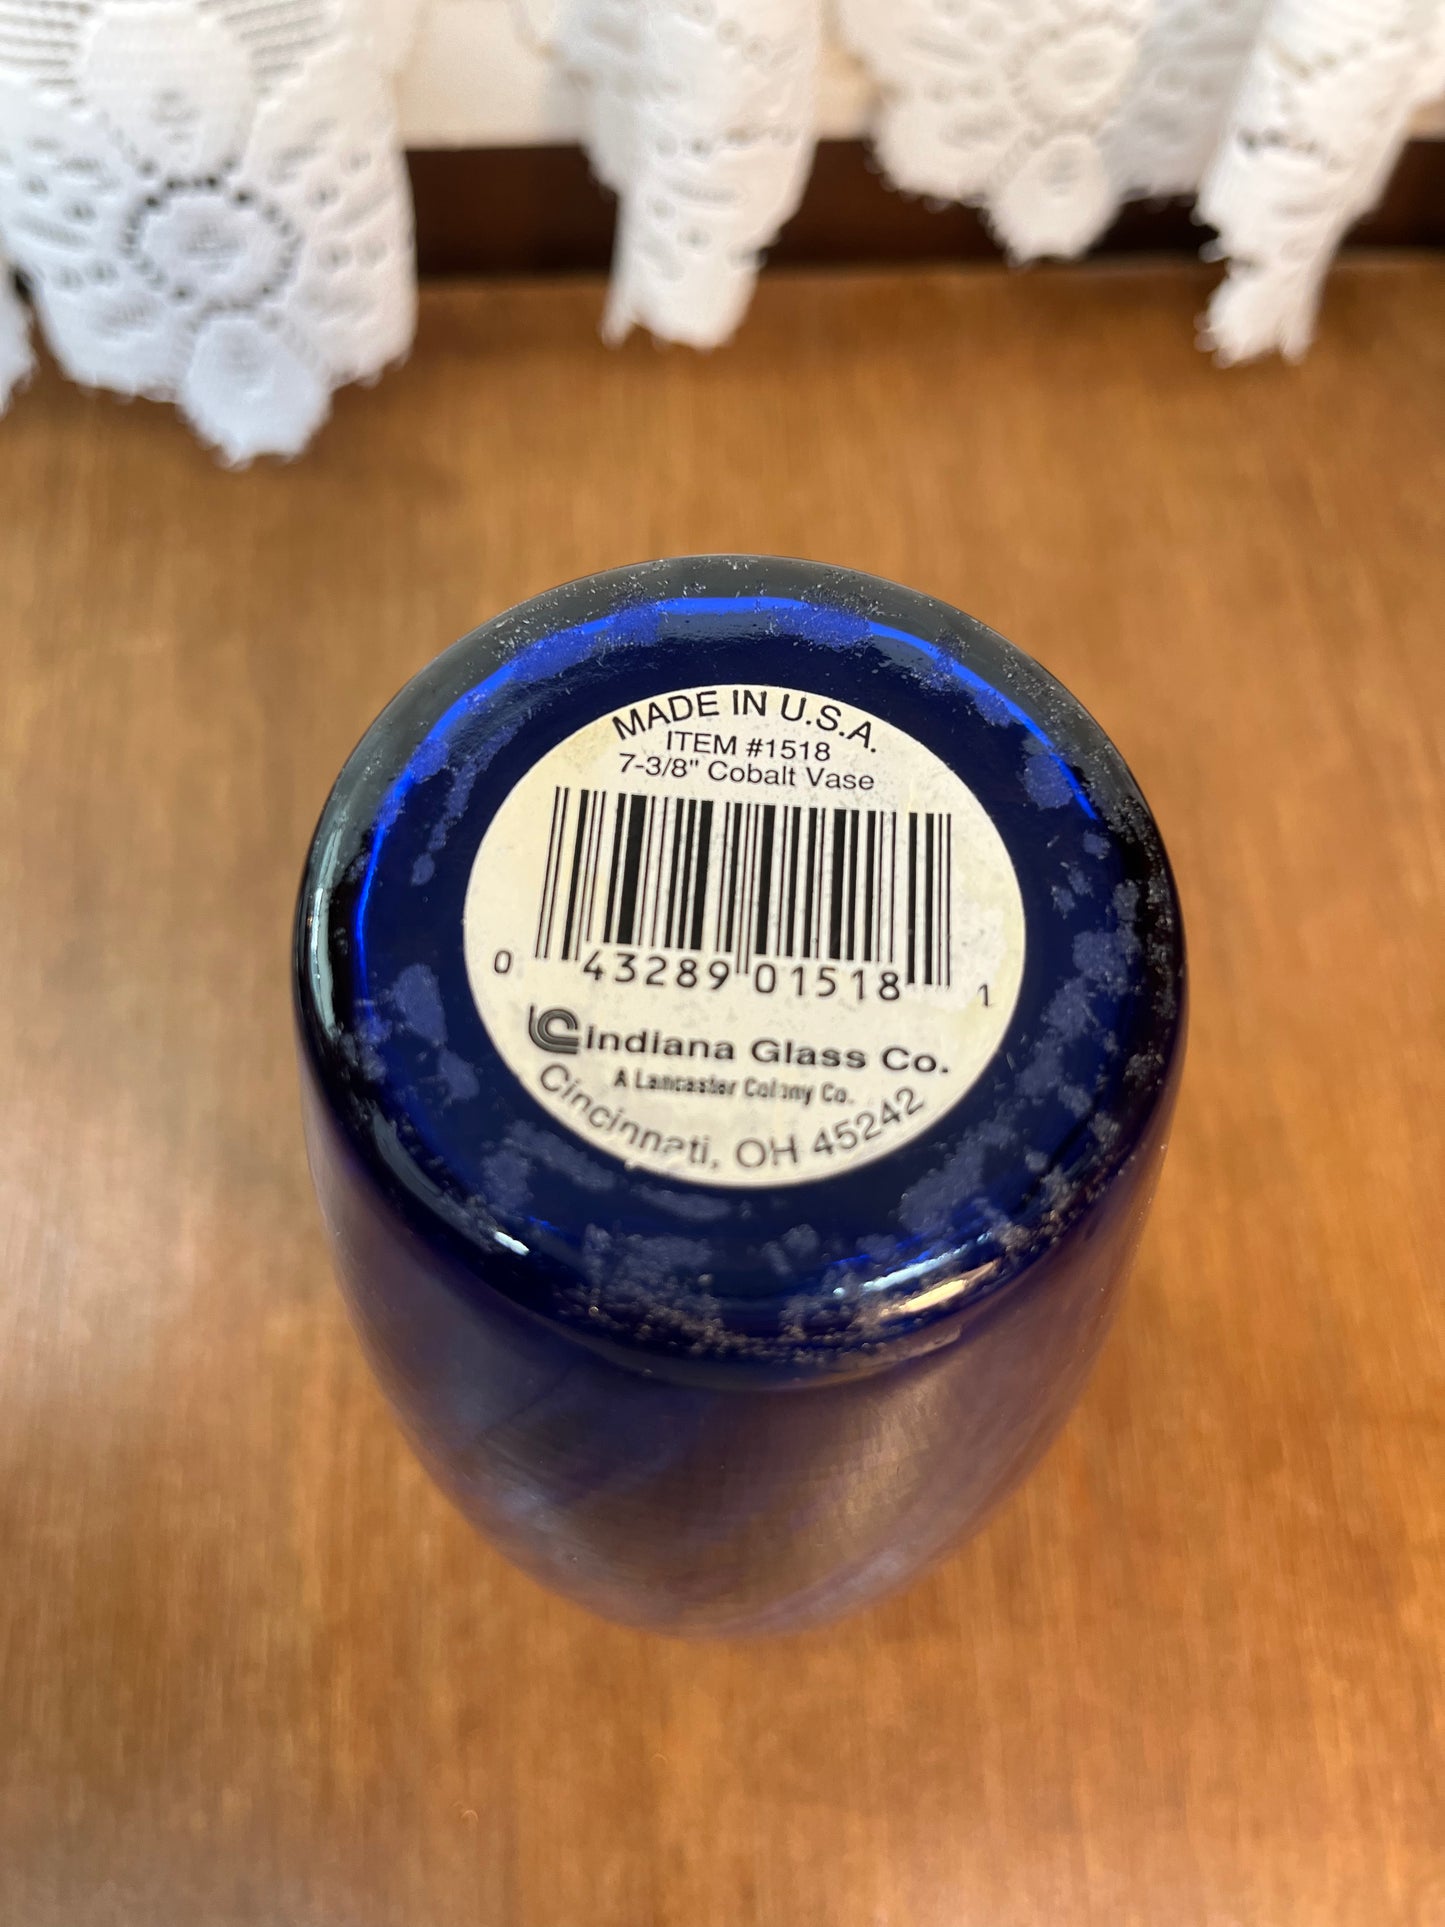 MADE IN U.S.A.
ITEM #1518
7-3/8" Cobalt Vase
0 43289 01518 1
Indiana Glass Co.
A Lancaster Colony Co.
Cincinnati, OH 45242